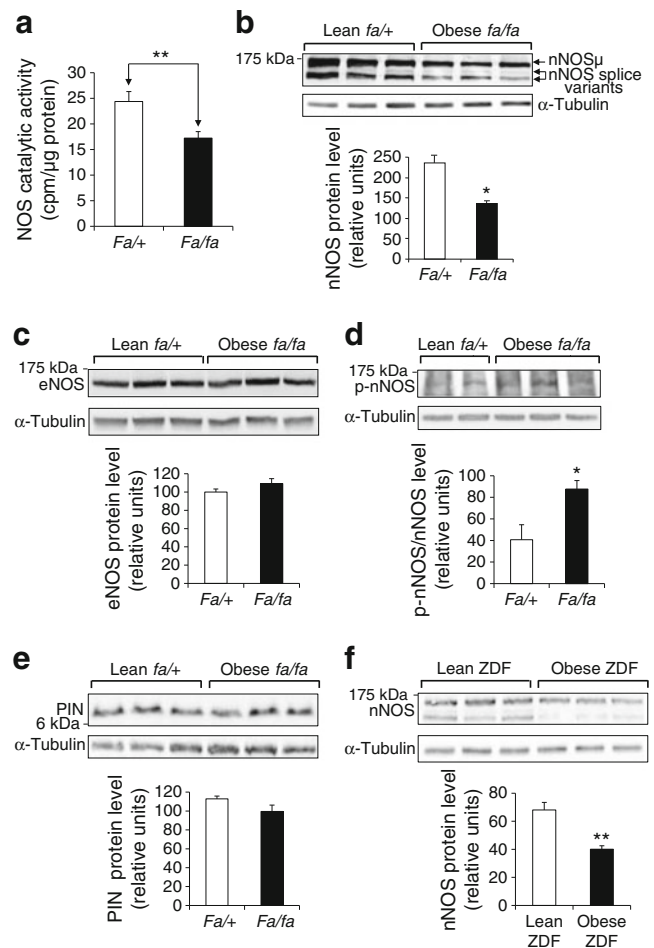 a
**
NOS catalytic activity
(cpm/μg protein)
30
25
20
15
10
5
0
Fa/+
Fa/fa
b
Lean fa/+
Obese fa/fa
175 kDa
nNOSμ
nNOS splice
variants
α-Tubulin
nNOS protein level
(relative units)
250
200
150
100
50
0
*
Fa/+
Fa/fa
c
Lean fa/+
Obese fa/fa
175 kDa
eNOS
α-Tubulin
eNOS protein level
(relative units)
120
100
80
60
40
20
0
Fa/+
Fa/fa
d
Lean fa/+
Obese fa/fa
175 kDa
p-nNOS
α-Tubulin
p-nNOS/nNOS level
(relative units)
100
80
60
40
20
0
*
Fa/+
Fa/fa
e
Lean fa/+
Obese fa/fa
PIN
6 kDa
α-Tubulin
PIN protein level
(relative units)
120
100
80
60
40
20
0
Fa/+
Fa/fa
f
Lean ZDF
Obese ZDF
175 kDa
nNOS
α-Tubulin
nNOS protein level
(relative units)
80
60
40
20
0
**
Lean
ZDF
Obese
ZDF